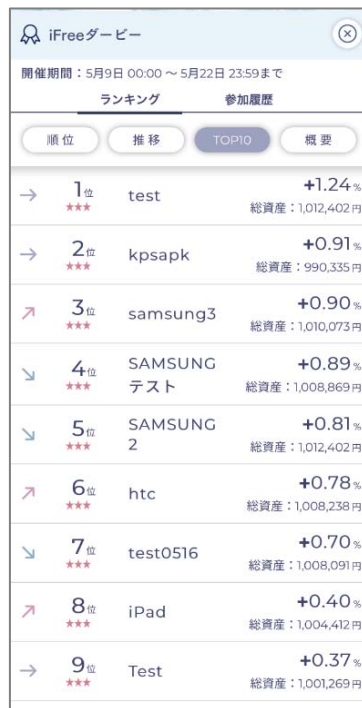 iFreeダービー
開催期間：5月9日 00:00 ～ 5月22日 23:59まで
ランキング 参加履歴
順位 推移 TOP10 概要
→ 1位 test +1.24%
★★★ 総資産：1,012,402円
→ 2位 kpsapk +0.91%
★★★ 総資産：990,335円
↗ 3位 samsung3 +0.90%
★★★ 総資産：1,010,073円
↘ 4位 SAMSUNG +0.89%
★★★ テスト 総資産：1,008,869円
↘ 5位 SAMSUNG +0.81%
★★★ 2 総資産：1,012,402円
↗ 6位 htc +0.78%
★★★ 総資産：1,008,238円
↘ 7位 test0516 +0.70%
★★★ 総資産：1,008,091円
↗ 8位 iPad +0.40%
★★★ 総資産：1,004,412円
→ 9位 Test +0.37%
★★★ 総資産：1,001,269円